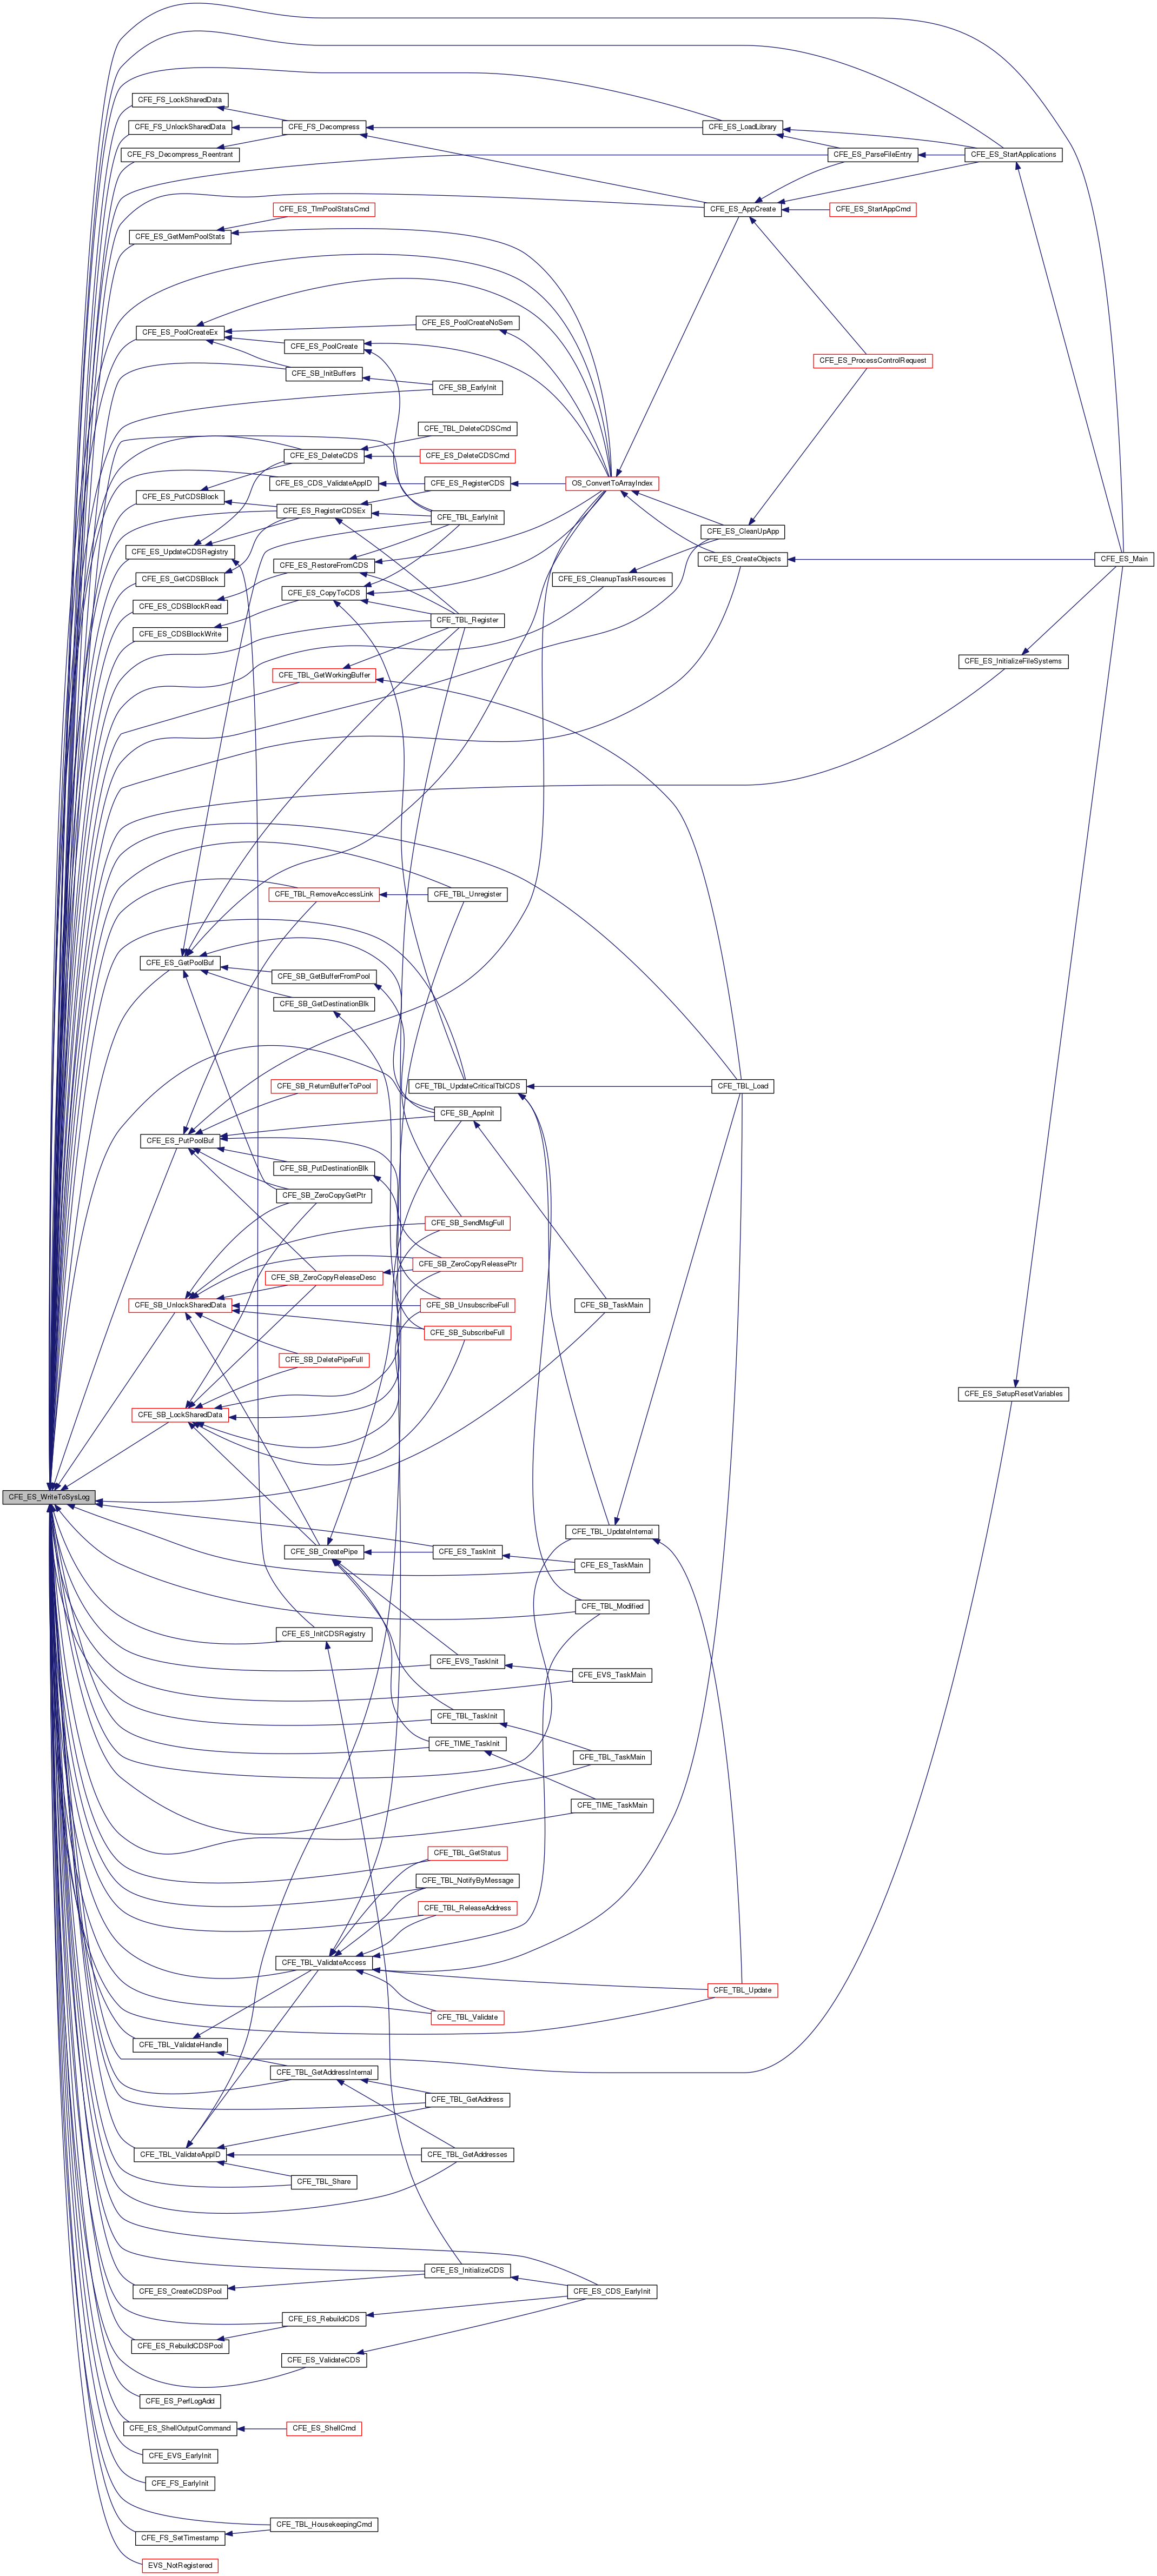 CFE_FS_LockSharedData
CFE_FS_UnlockSharedData
CFE_FS_Decompress
CFE_ES_LoadLibrary
CFE_FS_Decompress_Reentrant
CFE_ES_ParseFileEntry
CFE_ES_StartApplications
CFE_ES_TlmPoolStatsCmd
CFE_ES_AppCreate
CFE_ES_StartAppCmd
CFE_ES_GetMemPoolStats
CFE_ES_PoolCreateEx
CFE_ES_PoolCreateNoSem
CFE_ES_PoolCreate
CFE_ES_ProcessControlRequest
CFE_SB_InitBuffers
CFE_SB_EarlyInit
CFE_TBL_DeleteCDSCmd
CFE_ES_DeleteCDS
CFE_ES_DeleteCDSCmd
CFE_ES_CDS_ValidateAppID
CFE_ES_RegisterCDS
OS_ConvertToArrayIndex
CFE_ES_PutCDSBlock
CFE_ES_RegisterCDSEx
CFE_TBL_EarlyInit
CFE_ES_CleanUpApp
CFE_ES_UpdateCDSRegistry
CFE_ES_RestoreFromCDS
CFE_ES_CreateObjects
CFE_ES_Main
CFE_ES_GetCDSBlock
CFE_ES_CleanupTaskResources
CFE_ES_CopyToCDS
CFE_ES_CDSBlockRead
CFE_TBL_Register
CFE_ES_CDSBlockWrite
CFE_ES_InitializeFileSystems
CFE_TBL_GetWorkingBuffer
CFE_TBL_RemoveAccessLink
CFE_TBL_Unregister
CFE_ES_GetPoolBuf
CFE_SB_GetBufferFromPool
CFE_SB_GetDestinationBlk
CFE_SB_ReturnBufferToPool
CFE_TBL_UpdateCriticalTblCDS
CFE_TBL_Load
CFE_SB_AppInit
CFE_ES_PutPoolBuf
CFE_SB_PutDestinationBlk
CFE_SB_ZeroCopyGetPtr
CFE_SB_SendMsgFull
CFE_SB_ZeroCopyReleasePtr
CFE_SB_ZeroCopyReleaseDesc
CFE_SB_UnlockSharedData
CFE_SB_UnsubscribeFull
CFE_SB_TaskMain
CFE_SB_SubscribeFull
CFE_SB_DeletePipeFull
CFE_ES_SetupResetVariables
CFE_SB_LockSharedData
CFE_ES_WriteToSysLog
CFE_TBL_UpdateInternal
CFE_SB_CreatePipe
CFE_ES_TaskInit
CFE_ES_TaskMain
CFE_TBL_Modified
CFE_ES_InitCDSRegistry
CFE_EVS_TaskInit
CFE_EVS_TaskMain
CFE_TBL_TaskInit
CFE_TIME_TaskInit
CFE_TBL_TaskMain
CFE_TIME_TaskMain
CFE_TBL_GetStatus
CFE_TBL_NotifyByMessage
CFE_TBL_ReleaseAddress
CFE_TBL_ValidateAccess
CFE_TBL_Update
CFE_TBL_Validate
CFE_TBL_ValidateHandle
CFE_TBL_GetAddressInternal
CFE_TBL_GetAddress
CFE_TBL_ValidateAppID
CFE_TBL_GetAddresses
CFE_TBL_Share
CFE_ES_InitializeCDS
CFE_ES_CreateCDSPool
CFE_ES_CDS_EarlyInit
CFE_ES_RebuildCDS
CFE_ES_RebuildCDSPool
CFE_ES_ValidateCDS
CFE_ES_PerfLogAdd
CFE_ES_ShellOutputCommand
CFE_ES_ShellCmd
CFE_EVS_EarlyInit
CFE_FS_EarlyInit
CFE_TBL_HousekeepingCmd
CFE_FS_SetTimestamp
EVS_NotRegistered